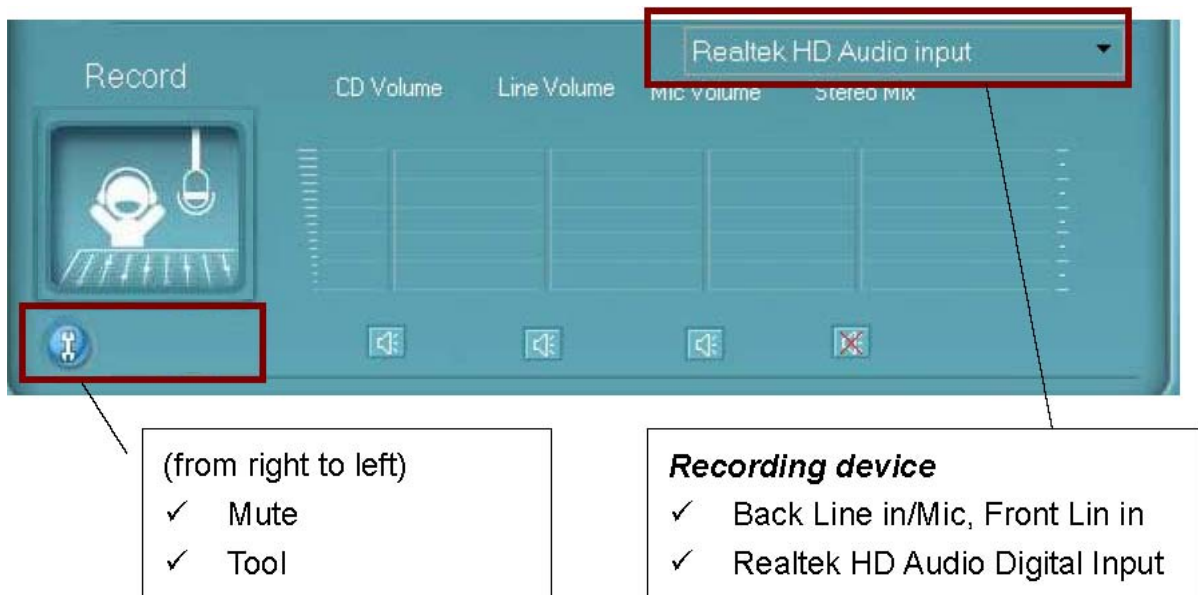 Realtek HD Audio input
Record
CD Volume Line Volume Mic Volume Stereo Mix
(from right to left)
✓ Mute
✓ Tool
Recording device
✓ Back Line in/Mic, Front Lin in
✓ Realtek HD Audio Digital Input